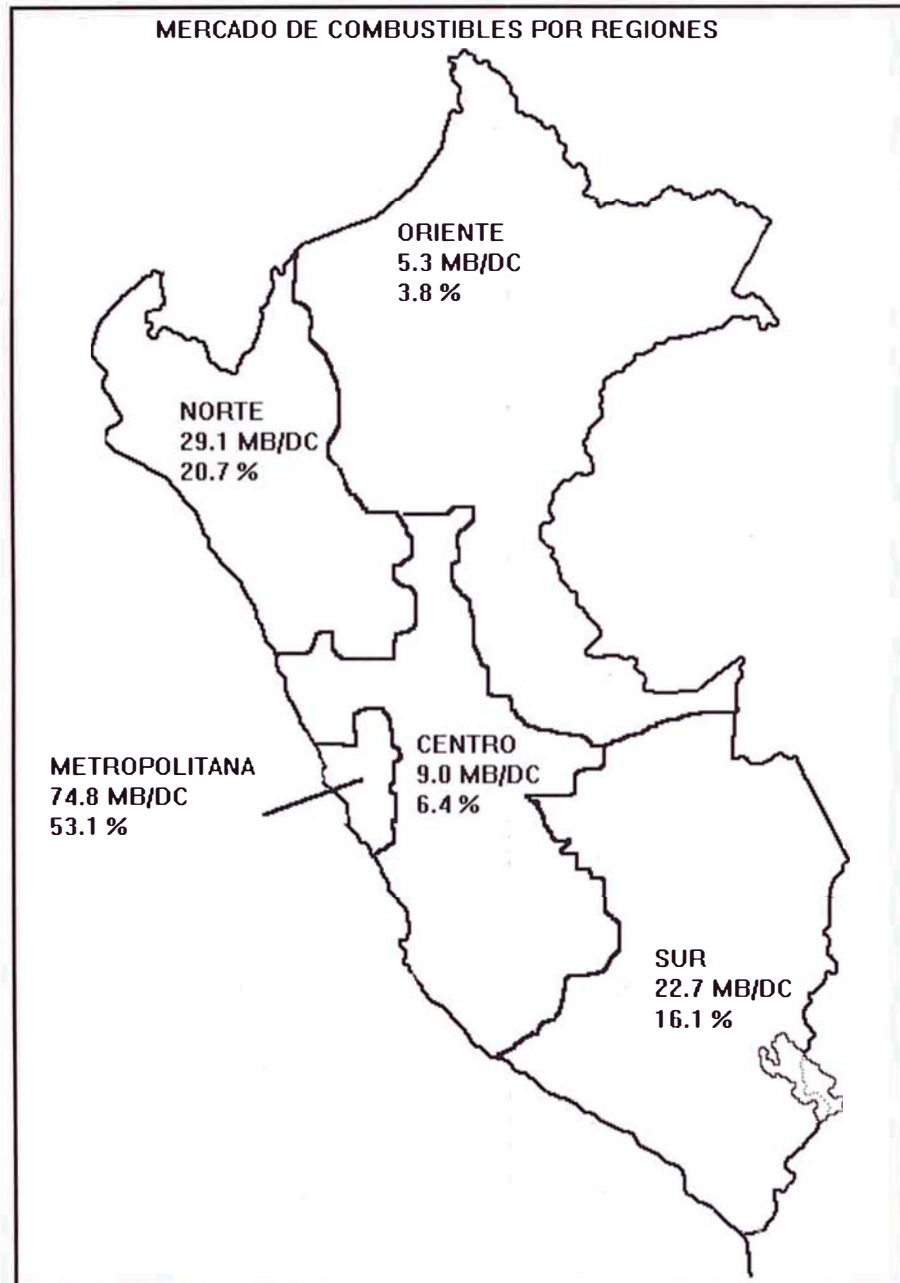 MERCADO DE COMBUSTIBLES POR REGIONES
ORIENTE
5.3 MB/DC
3.8 %
NORTE
29.1 MB/DC
20.7 %
METROPOLITANA
74.8 MB/DC
53.1 %
CENTRO
9.0 MB/DC
6.4 %
SUR
22.7 MB/DC
16.1 %